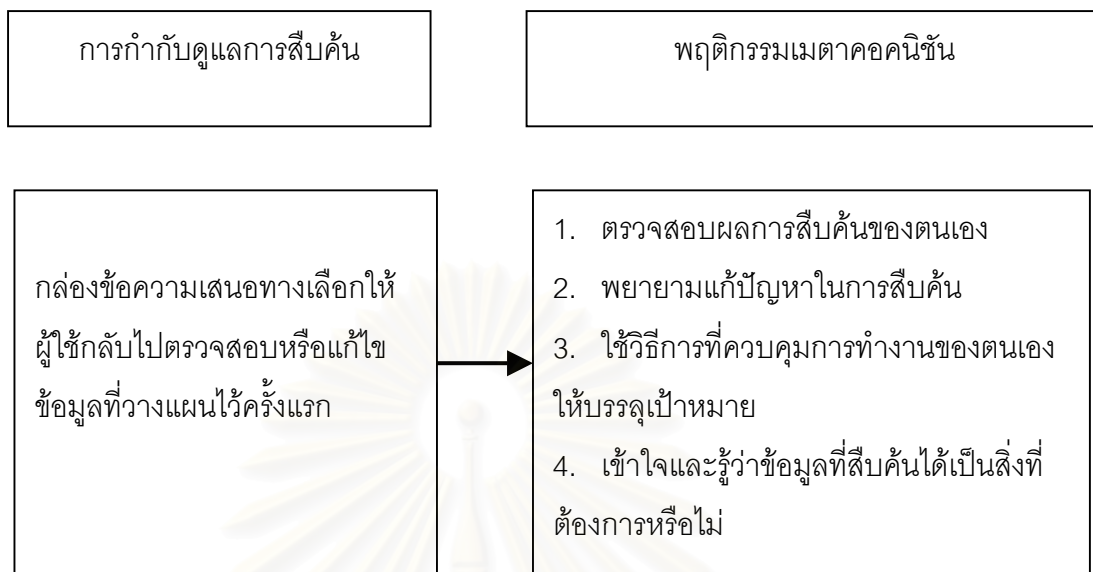 การกำกับดูแลการสืบค้น
พฤติกรรมเมตาคอคนิชัน
กล่องข้อความเสนอทางเลือกให้
ผู้ใช้กลับไปตรวจสอบหรือแก้ไข
ข้อมูลที่วางแผนไว้ครั้งแรก
1. ตรวจสอบผลการสืบค้นของตนเอง
2. พยายามแก้ปัญหาในการสืบค้น
3. ใช้วิธีการที่ควบคุมการทำงานของตนเอง
ให้บรรลุเป้าหมาย
4. เข้าใจและรู้ว่าข้อมูลที่สืบค้นได้เป็นสิ่งที่
ต้องการหรือไม่